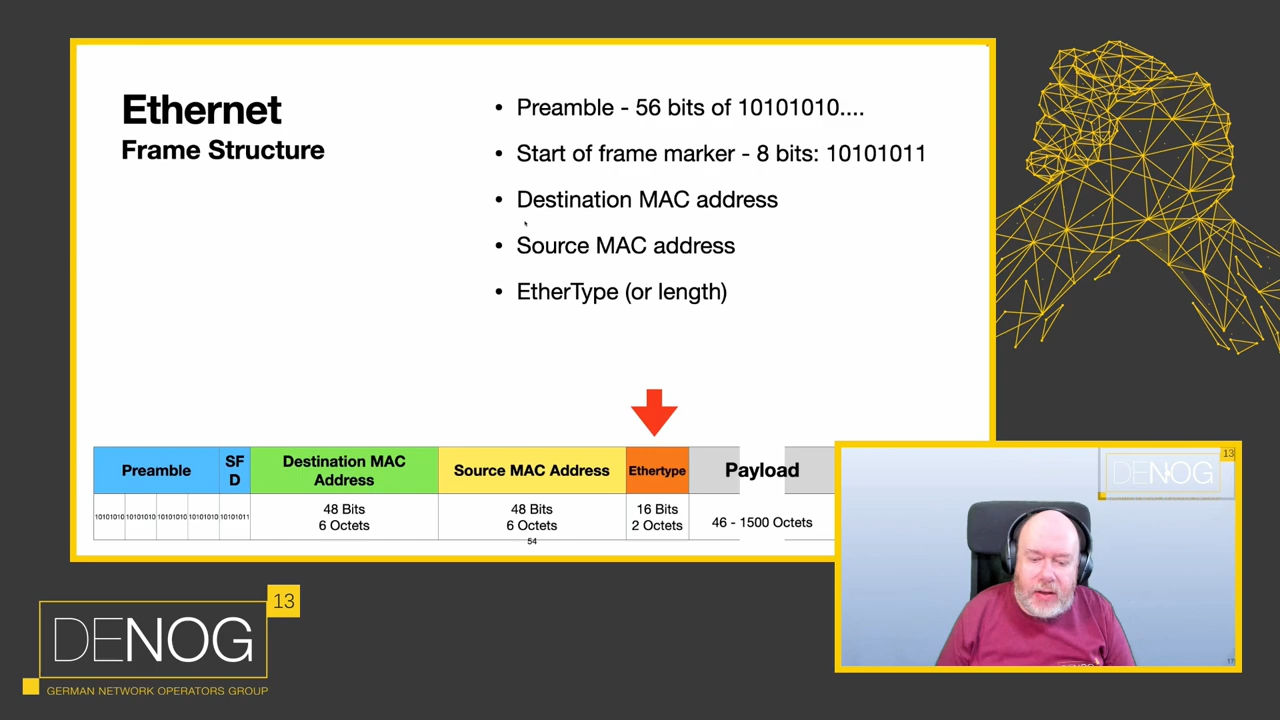 Ethernet
Frame Structure
• Preamble - 56 bits of 10101010....
• Start of frame marker - 8 bits: 10101011
• Destination MAC address
• Source MAC address
• EtherType (or length)
Preamble
SF
D
Destination MAC
Address
Source MAC Address
Ethertype
Payload
10101010 10101010 10101010 10101010 10101011
48 Bits
6 Octets
48 Bits
6 Octets
16 Bits
2 Octets
46 - 1500 Octets
54
DENOG
13
DENOG
13
GERMAN NETWORK OPERATORS GROUP